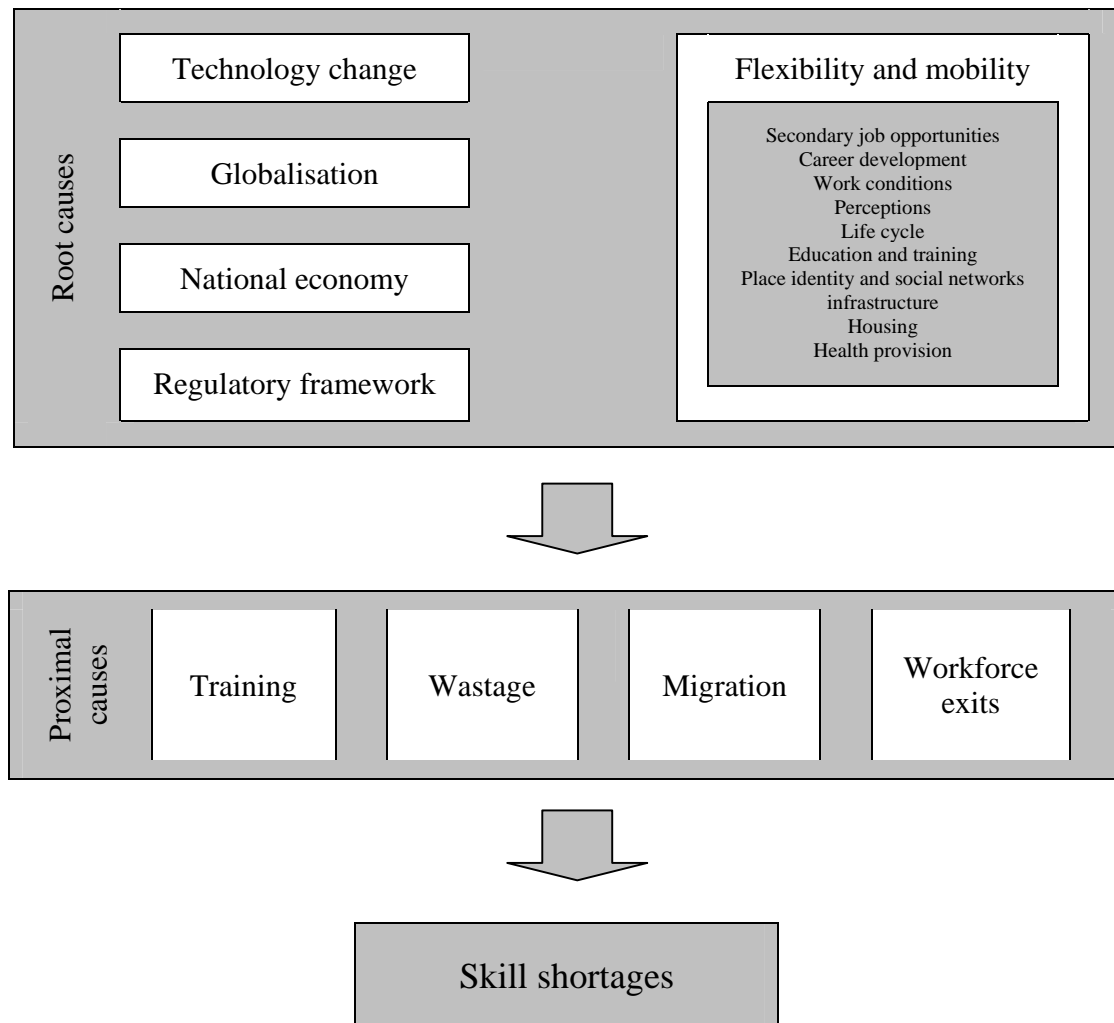 Root causes
Technology change
Globalisation
National economy
Regulatory framework
Flexibility and mobility
Secondary job opportunities
Career development
Work conditions
Perceptions
Life cycle
Education and training
Place identity and social networks
infrastructure
Housing
Health provision
Proximal
causes
Training
Wastage
Migration
Workforce
exits
Skill shortages